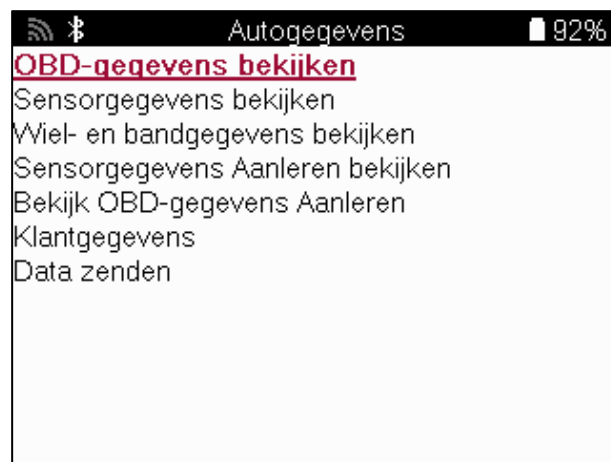 Autogegevens 92%
OBD-gegevens bekijken
Sensorgegevens bekijken
Wiel- en bandgegevens bekijken
Sensorgegevens Aanleren bekijken
Bekijk OBD-gegevens Aanleren
Klantgegevens
Data zenden